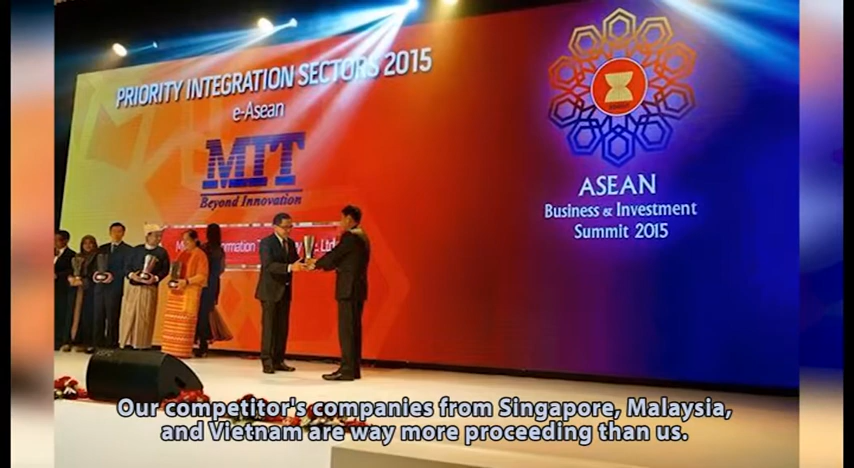 PRIORITY INTEGRATION SECTORS 2015
e-Asean
MIT
Beyond Innovation
ASEAN
Business & Investment
Summit 2015
Our competitor's companies from Singapore, Malaysia,
and Vietnam are way more proceeding than us.